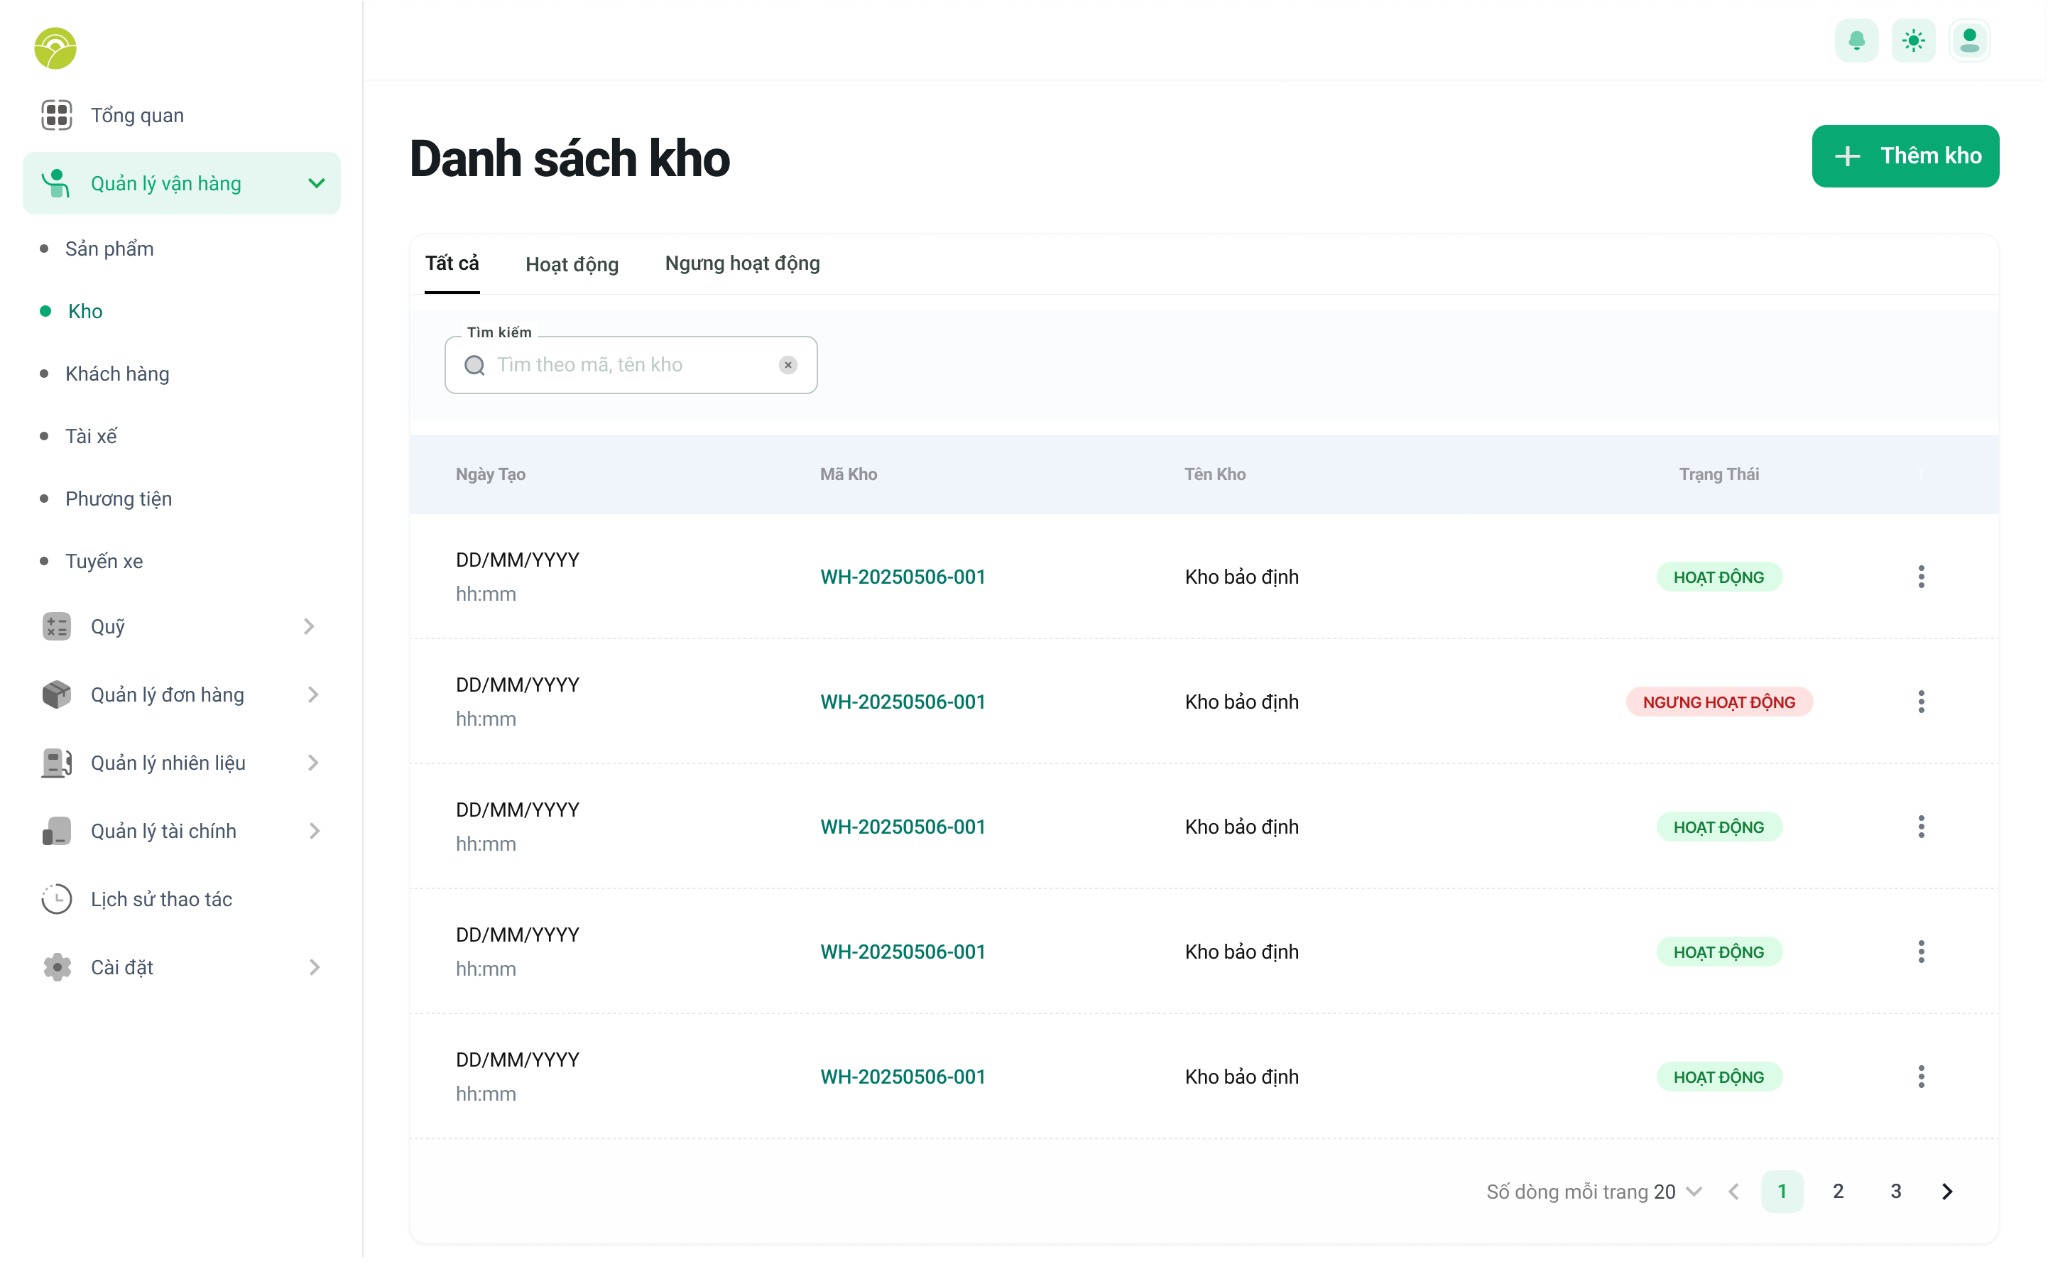 Tổng quan
Quản lý vận hàng
Sản phẩm
Kho
Khách hàng
Tài xế
Phương tiện
Tuyến xe
Quỹ
Quản lý đơn hàng
Quản lý nhiên liệu
Quản lý tài chính
Lịch sử thao tác
Cài đặt
Danh sách kho
Thêm kho
Tất cả Hoạt động Ngưng hoạt động
Tìm kiếm
Tìm theo mã, tên kho
Ngày Tạo Mã Kho Tên Kho Trạng Thái
DD/MM/YYYY
hh:mm
WH-20250506-001 Kho bảo định HOẠT ĐỘNG
DD/MM/YYYY
hh:mm
WH-20250506-001 Kho bảo định NGƯNG HOẠT ĐỘNG
DD/MM/YYYY
hh:mm
WH-20250506-001 Kho bảo định HOẠT ĐỘNG
DD/MM/YYYY
hh:mm
WH-20250506-001 Kho bảo định HOẠT ĐỘNG
DD/MM/YYYY
hh:mm
WH-20250506-001 Kho bảo định HOẠT ĐỘNG
Số dòng mỗi trang 20 1 2 3